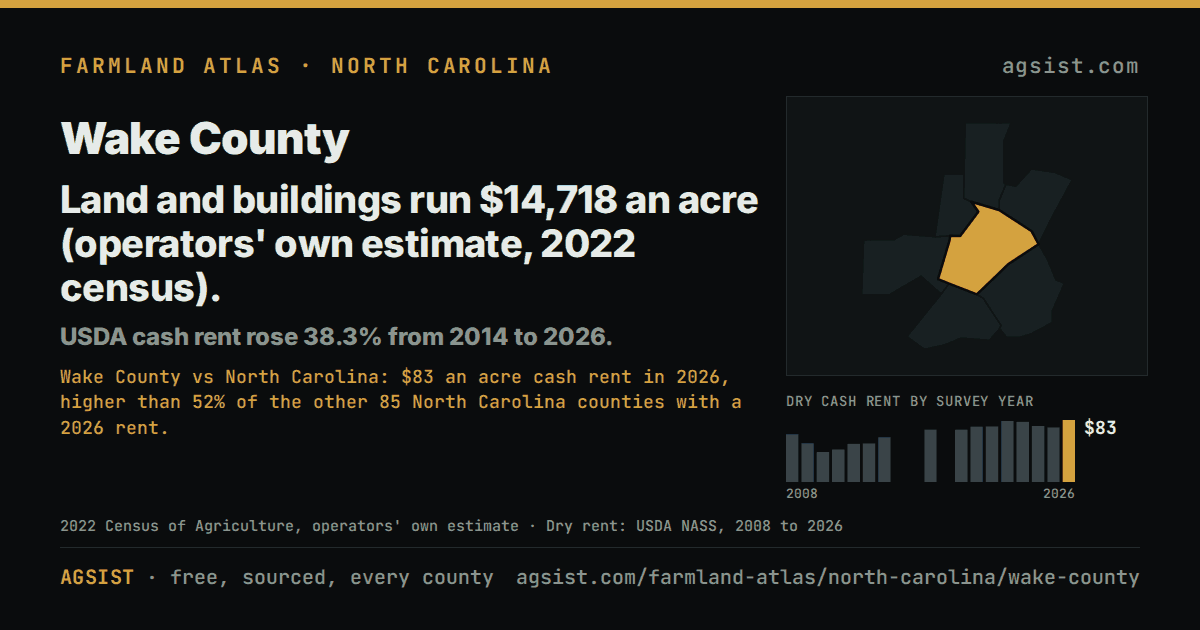 FARMLAND ATLAS · NORTH CAROLINA
agsist.com
Wake County
Land and buildings run $14,718 an acre
(operators' own estimate, 2022
census).
USDA cash rent rose 38.3% from 2014 to 2026.
Wake County vs North Carolina: $83 an acre cash rent in 2026,
higher than 52% of the other 85 North Carolina counties with a
2026 rent.
DRY CASH RENT BY SURVEY YEAR
$83
2008 2026
2022 Census of Agriculture, operators' own estimate · Dry rent: USDA NASS, 2008 to 2026
AGSIST · free, sourced, every county agsist.com/farmland-atlas/north-carolina/wake-county